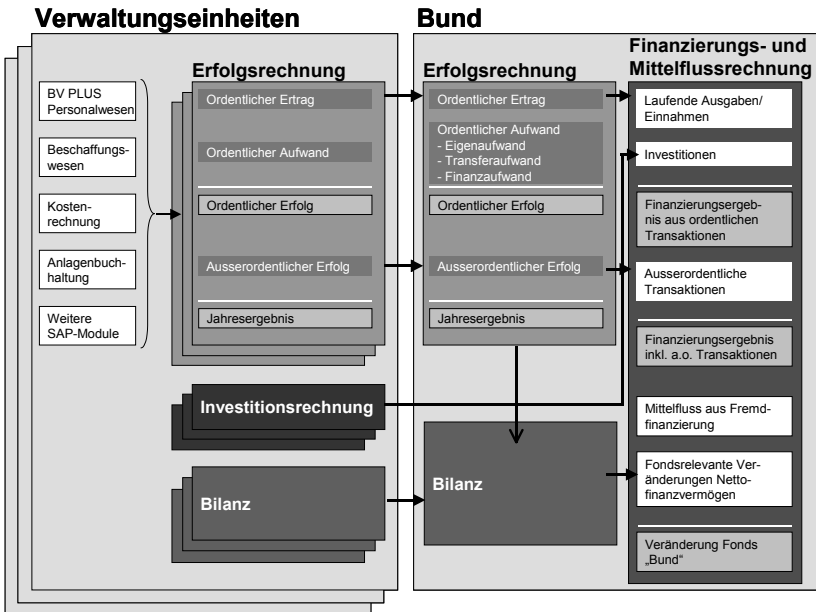 Verwaltungseinheiten
BV PLUS
Personalwesen
Beschaffungs-
wesen
Kosten-
rechnung
Anlagenbuch-
haltung
Weitere
SAP-Module
Erfolgsrechnung
Ordentlicher Ertrag
Ordentlicher Aufwand
Ordentlicher Erfolg
Ausserordentlicher Erfolg
Jahresergebnis
Investitionsrechnung
Bilanz
Bund
Erfolgsrechnung
Ordentlicher Ertrag
Ordentlicher Aufwand
- Eigenaufwand
- Transferaufwand
- Finanzaufwand
Ordentlicher Erfolg
Ausserordentlicher Erfolg
Jahresergebnis
Bilanz
Finanzierungs- und
Mittelflussrechnung
Laufende Ausgaben/
Einnahmen
Investitionen
Finanzierungsergeb-
nis aus ordentlichen
Transaktionen
Ausserordentliche
Transaktionen
Finanzierungsergebnis
inkl. a.o. Transaktionen
Mittelfluss aus Fremd-
finanzierung
Fondsrelevante Ver-
änderungen Netto-
finanzvermögen
Veränderung Fonds
„Bund“